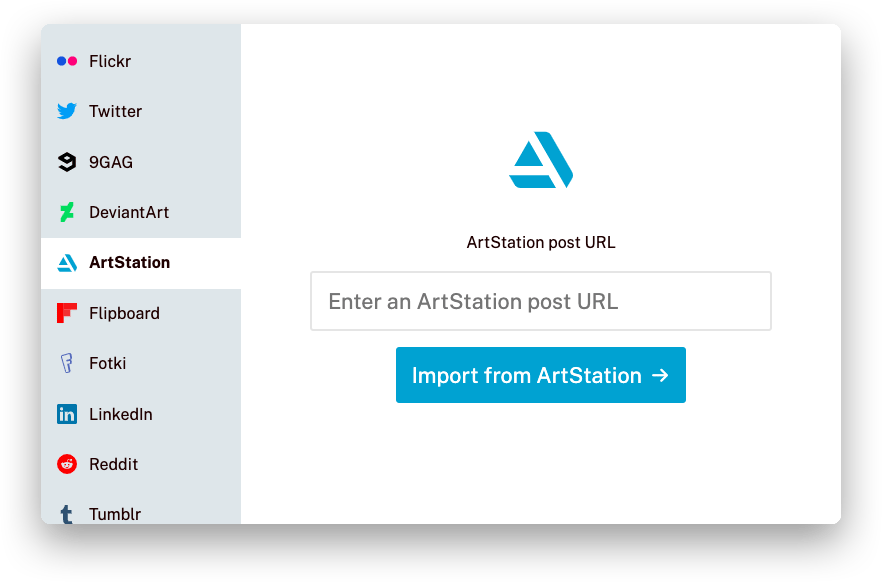 Flickr
Twitter
9GAG
DeviantArt
ArtStation
Flipboard
Fotki
LinkedIn
Reddit
Tumblr
ArtStation post URL
Enter an ArtStation post URL
Import from ArtStation →